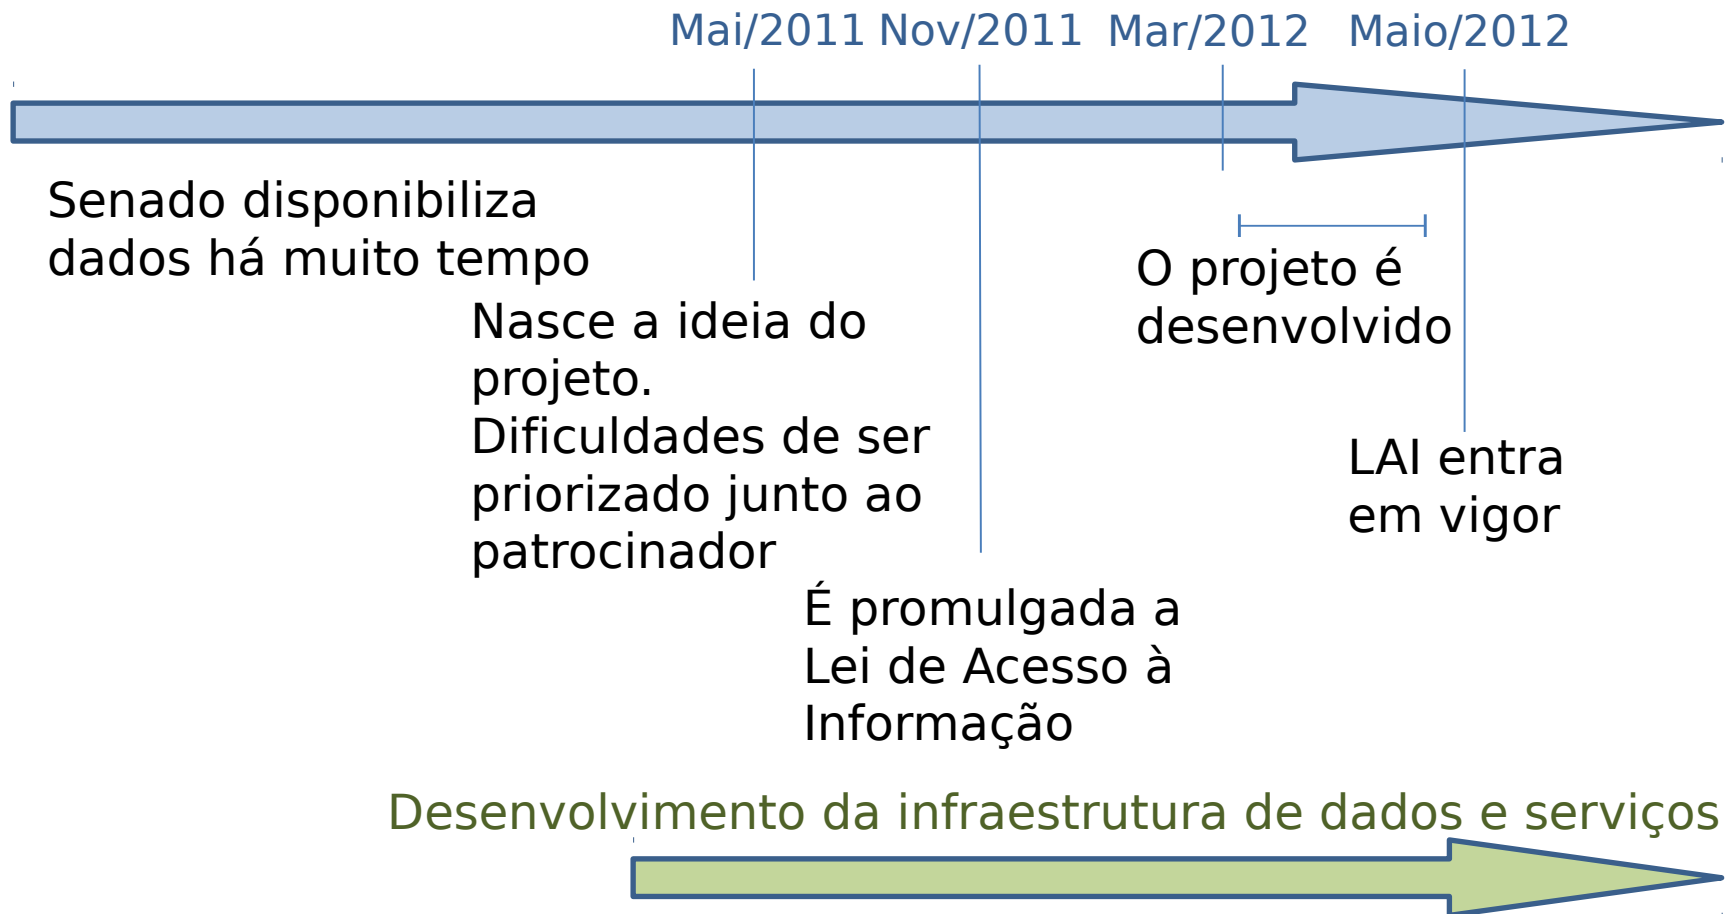 Mai/2011 Nov/2011 Mar/2012 Maio/2012
Senado disponibiliza
dados há muito tempo
Nasce a ideia do
projeto.
Dificuldades de ser
priorizado junto ao
patrocinador
É promulgada a
Lei de Acesso à
Informação
O projeto é
desenvolvido
LAI entra
em vigor
Desenvolvimento da infraestrutura de dados e serviços